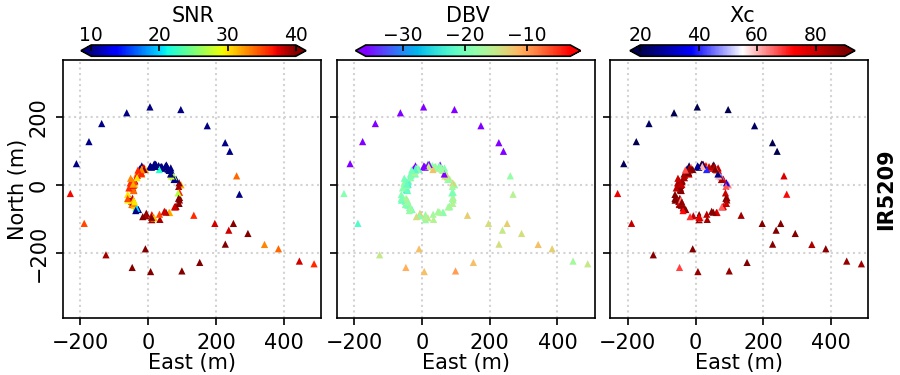 SNR DBV Xc
10 20 30 40 −30 −20 −10 20 40 60 80
200
0
−200
North (m)
−200 0 200 400 −200 0 200 400 −200 0 200 400
East (m) East (m) East (m)
IR5209